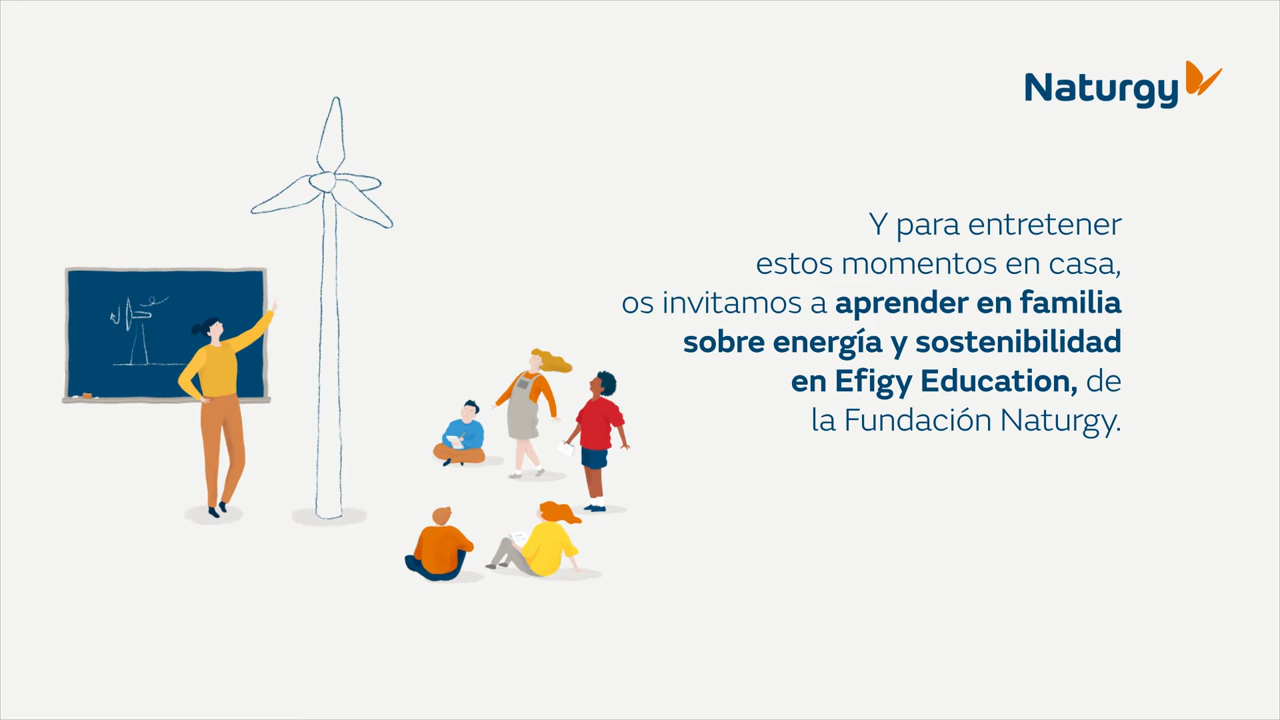 Naturgy
Y para entretener
estos momentos en casa,
os invitamos a aprender en familia
sobre energía y sostenibilidad
en Efigy Education, de
la Fundación Naturgy.